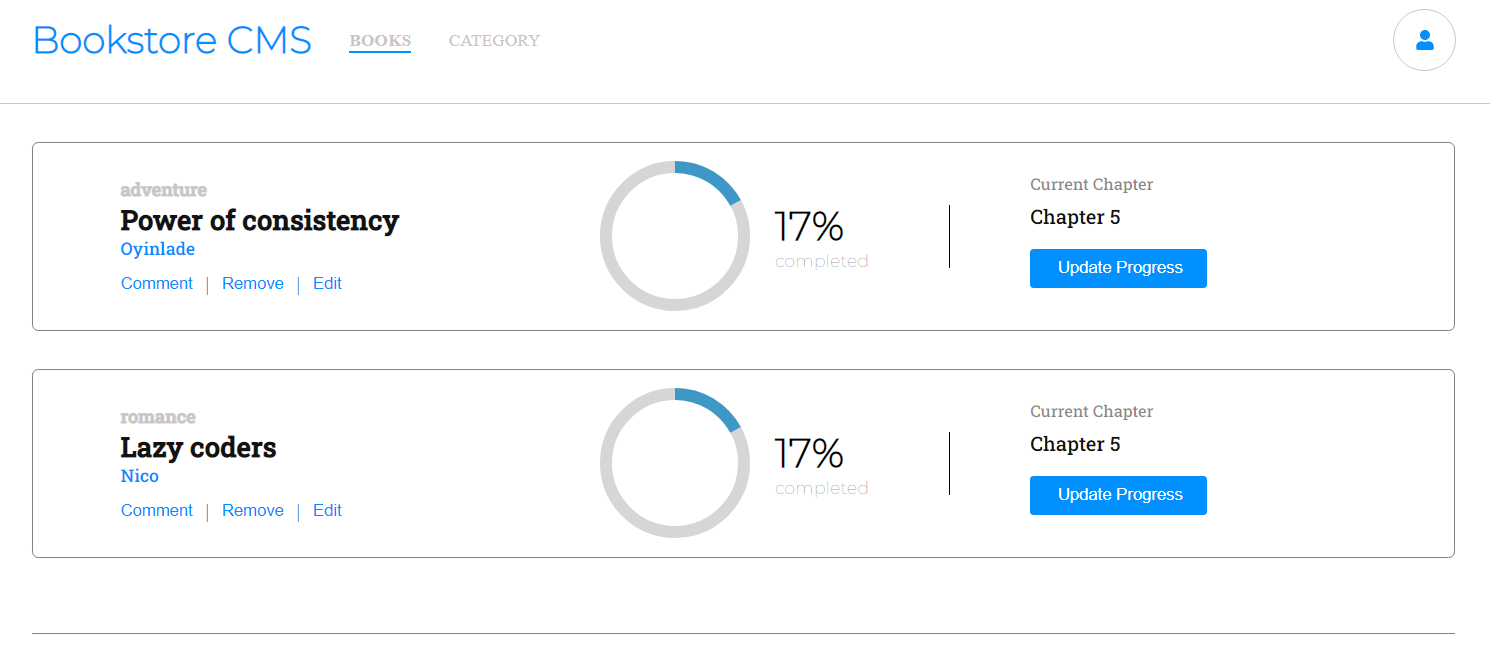 Bookstore CMS BOOKS CATEGORY
adventure
Power of consistency
Oyinlade
Comment | Remove | Edit
17%
completed
Current Chapter
Chapter 5
Update Progress
romance
Lazy coders
Nico
Comment | Remove | Edit
17%
completed
Current Chapter
Chapter 5
Update Progress